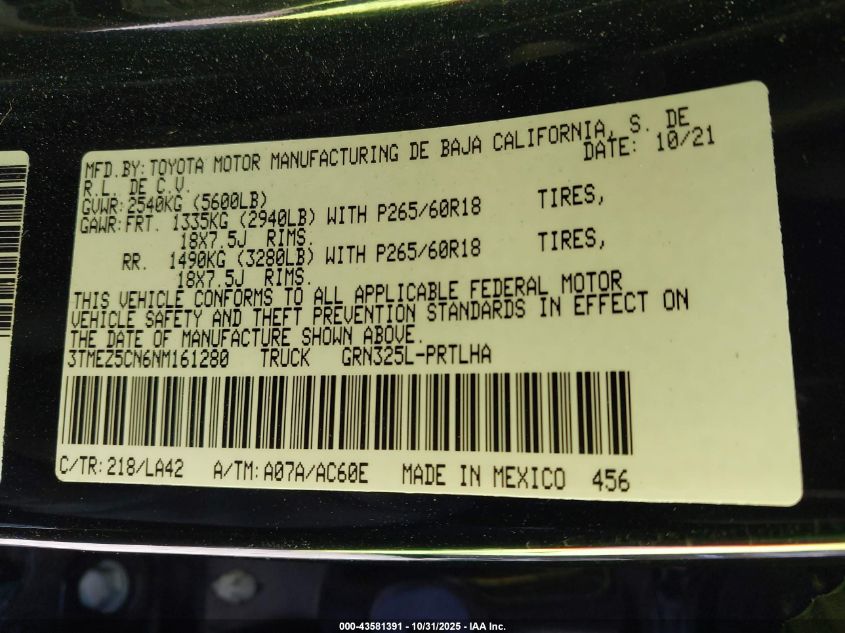 MFD.BY: TOYOTA MOTOR MANUFACTURING DE BAJA CALIFORNIA, S. DE
R.L. DE C.V. DATE: 10/21
GVWR: 2540KG (5600LB)
GAWR: FRT. 1335KG (2940LB) WITH P265/60R18 TIRES,
18X7.5J RIMS.
RR. 1490KG (3280LB) WITH P265/60R18 TIRES,
18X7.5J RIMS.
THIS VEHICLE CONFORMS TO ALL APPLICABLE FEDERAL MOTOR
VEHICLE SAFETY AND THEFT PREVENTION STANDARDS IN EFFECT ON
THE DATE OF MANUFACTURE SHOWN ABOVE.
3TMEZ5CN6NM161280 TRUCK GRN325L-PRTLHA
C/TR: 218/LA42 A/TM: A07A/AC60E MADE IN MEXICO 456
000-43581391 - 10/31/2025 - IAA Inc.